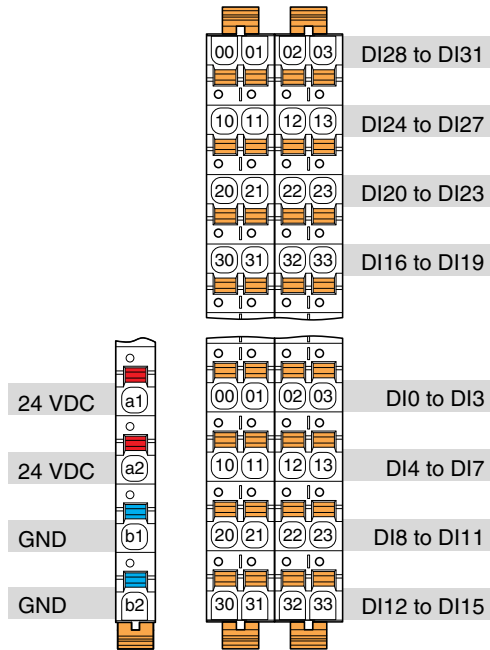 00 01 02 03 DI28 to DI31
10 11 12 13 DI24 to DI27
20 21 22 23 DI20 to DI23
30 31 32 33 DI16 to DI19
24 VDC a1 00 01 02 03 DI0 to DI3
24 VDC a2 10 11 12 13 DI4 to DI7
GND b1 20 21 22 23 DI8 to DI11
GND b2 30 31 32 33 DI12 to DI15